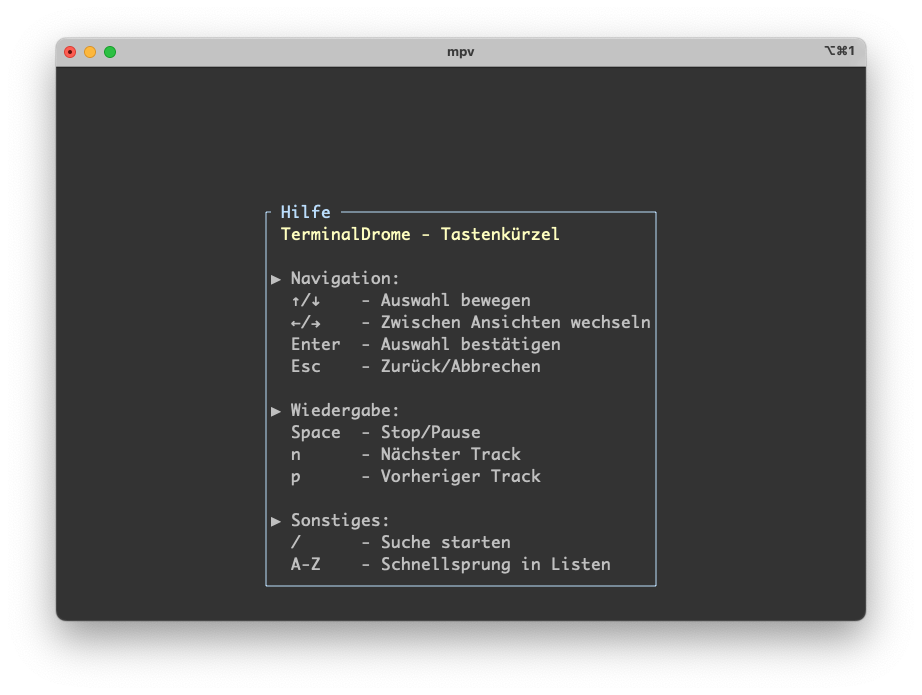 mpv
⌥⌘1
Hilfe
TerminalDrome - Tastenkürzel
▶ Navigation:
↑/↓ - Auswahl bewegen
←/→ - Zwischen Ansichten wechseln
Enter - Auswahl bestätigen
Esc - Zurück/Abbrechen
▶ Wiedergabe:
Space - Stop/Pause
n - Nächster Track
p - Vorheriger Track
▶ Sonstiges:
/ - Suche starten
A-Z - Schnellsprung in Listen